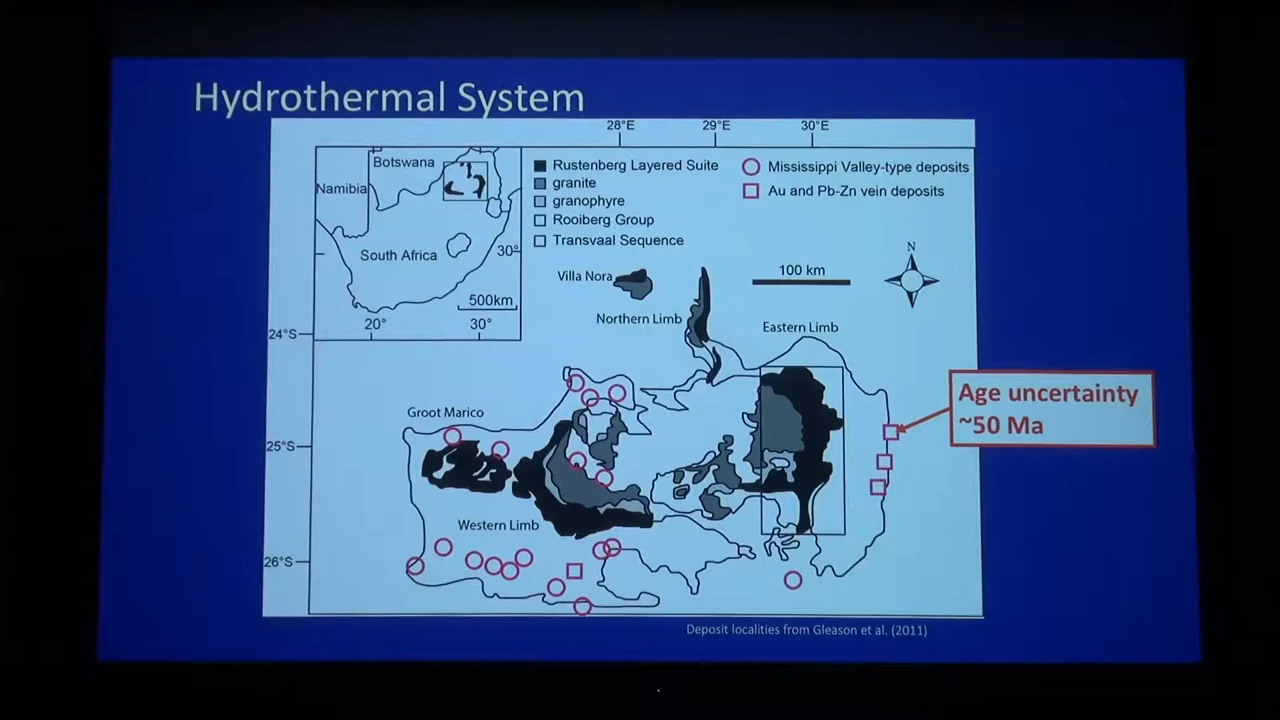 Hydrothermal System
28°E 29°E 30°E
Botswana
Namibia
South Africa
30°
500km
20° 30°
Rustenberg Layered Suite
granite
granophyre
Rooiberg Group
Transvaal Sequence
Mississippi Valley-type deposits
Au and Pb-Zn vein deposits
N
100 km
Villa Nora
Northern Limb
Eastern Limb
24°S
Groot Marico
25°S
Western Limb
26°S
Age uncertainty
~50 Ma
Deposit localities from Gleason et al. (2011)